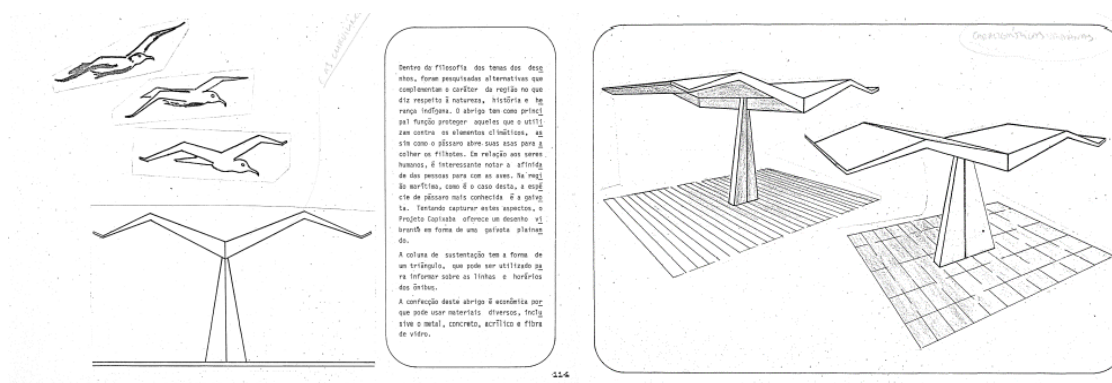 Dentro da filosofia dos temas dos dese
nhos, foram pesquisadas alternativas que
complementam o caráter da região no que
diz respeito à natureza, história e he
rança indígena. O abrigo tem como princi
pal função proteger aqueles que o utili
zam contra os elementos climáticos, as
sim como o pássaro abre suas asas para a
colher os filhotes. Em relação aos seres
humanos, é interessante notar a afinida
de das pessoas para com as aves. Na regi
ão marítima, como é o caso desta, a espé
cie de pássaro mais conhecida é a gaivo
ta. Tentando capturar estes aspectos, o
Projeto Capixaba oferece um desenho vi
brante em forma de uma gaivota planan
do.
A coluna de sustentação tem a forma de
um triângulo, que pode ser utilizado pa
ra informar sobre as linhas e horários
dos ônibus.
A confecção deste abrigo é econômica por
que pode usar materiais diversos, inclu
sive o metal, concreto, acrílico e fibra
de vidro.
114